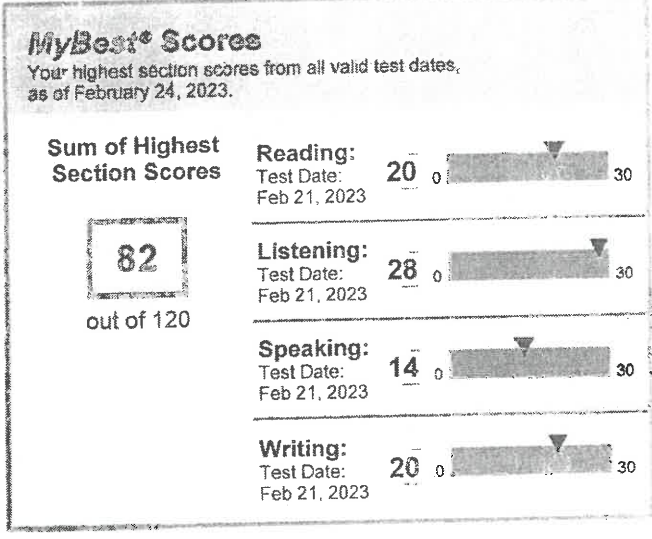 MyBest® Scores
Your highest section scores from all valid test dates,
as of February 24, 2023.
Sum of Highest
Section Scores
82
out of 120
Reading:
Test Date:
Feb 21, 2023
20
0
30
Listening:
Test Date:
Feb 21, 2023
28
0
30
Speaking:
Test Date:
Feb 21, 2023
14
0
30
Writing:
Test Date:
Feb 21, 2023
20
0
30